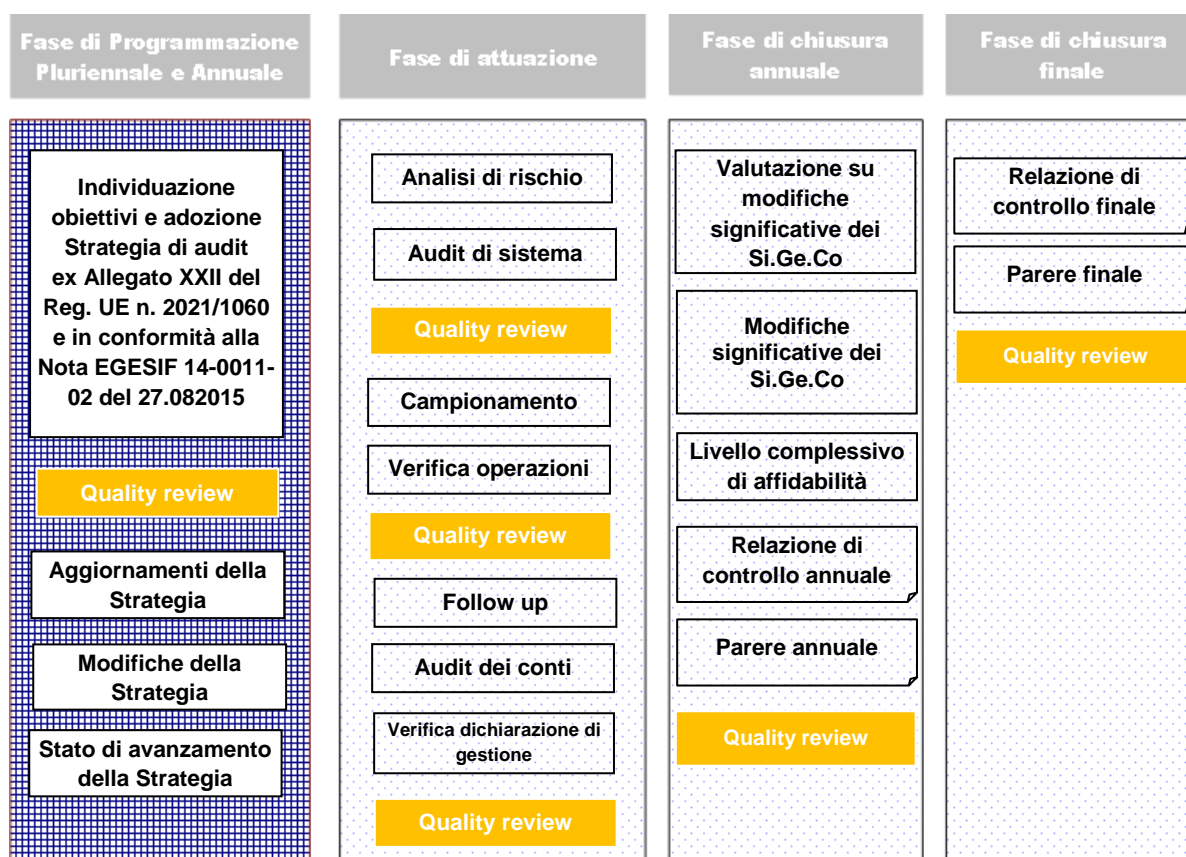 Fase di Programmazione
Pluriennale e Annuale
Individuazione
obiettivi e adozione
Strategia di audit
ex Allegato XXII del
Reg. UE n. 2021/1060
e in conformità alla
Nota EGESIF 14-0011-
02 del 27.082015
Quality review
Aggiornamenti della
Strategia
Modifiche della
Strategia
Stato di avanzamento
della Strategia
Fase di attuazione
Analisi di rischio
Audit di sistema
Quality review
Campionamento
Verifica operazioni
Quality review
Follow up
Audit dei conti
Verifica dichiarazione di
gestione
Quality review
Fase di chiusura
annuale
Valutazione su
modifiche
significative dei
Si.Ge.Co
Modifiche
significative dei
Si.Ge.Co
Livello complessivo
di affidabilità
Relazione di
controllo annuale
Parere annuale
Quality review
Fase di chiusura
finale
Relazione di
controllo finale
Parere finale
Quality review